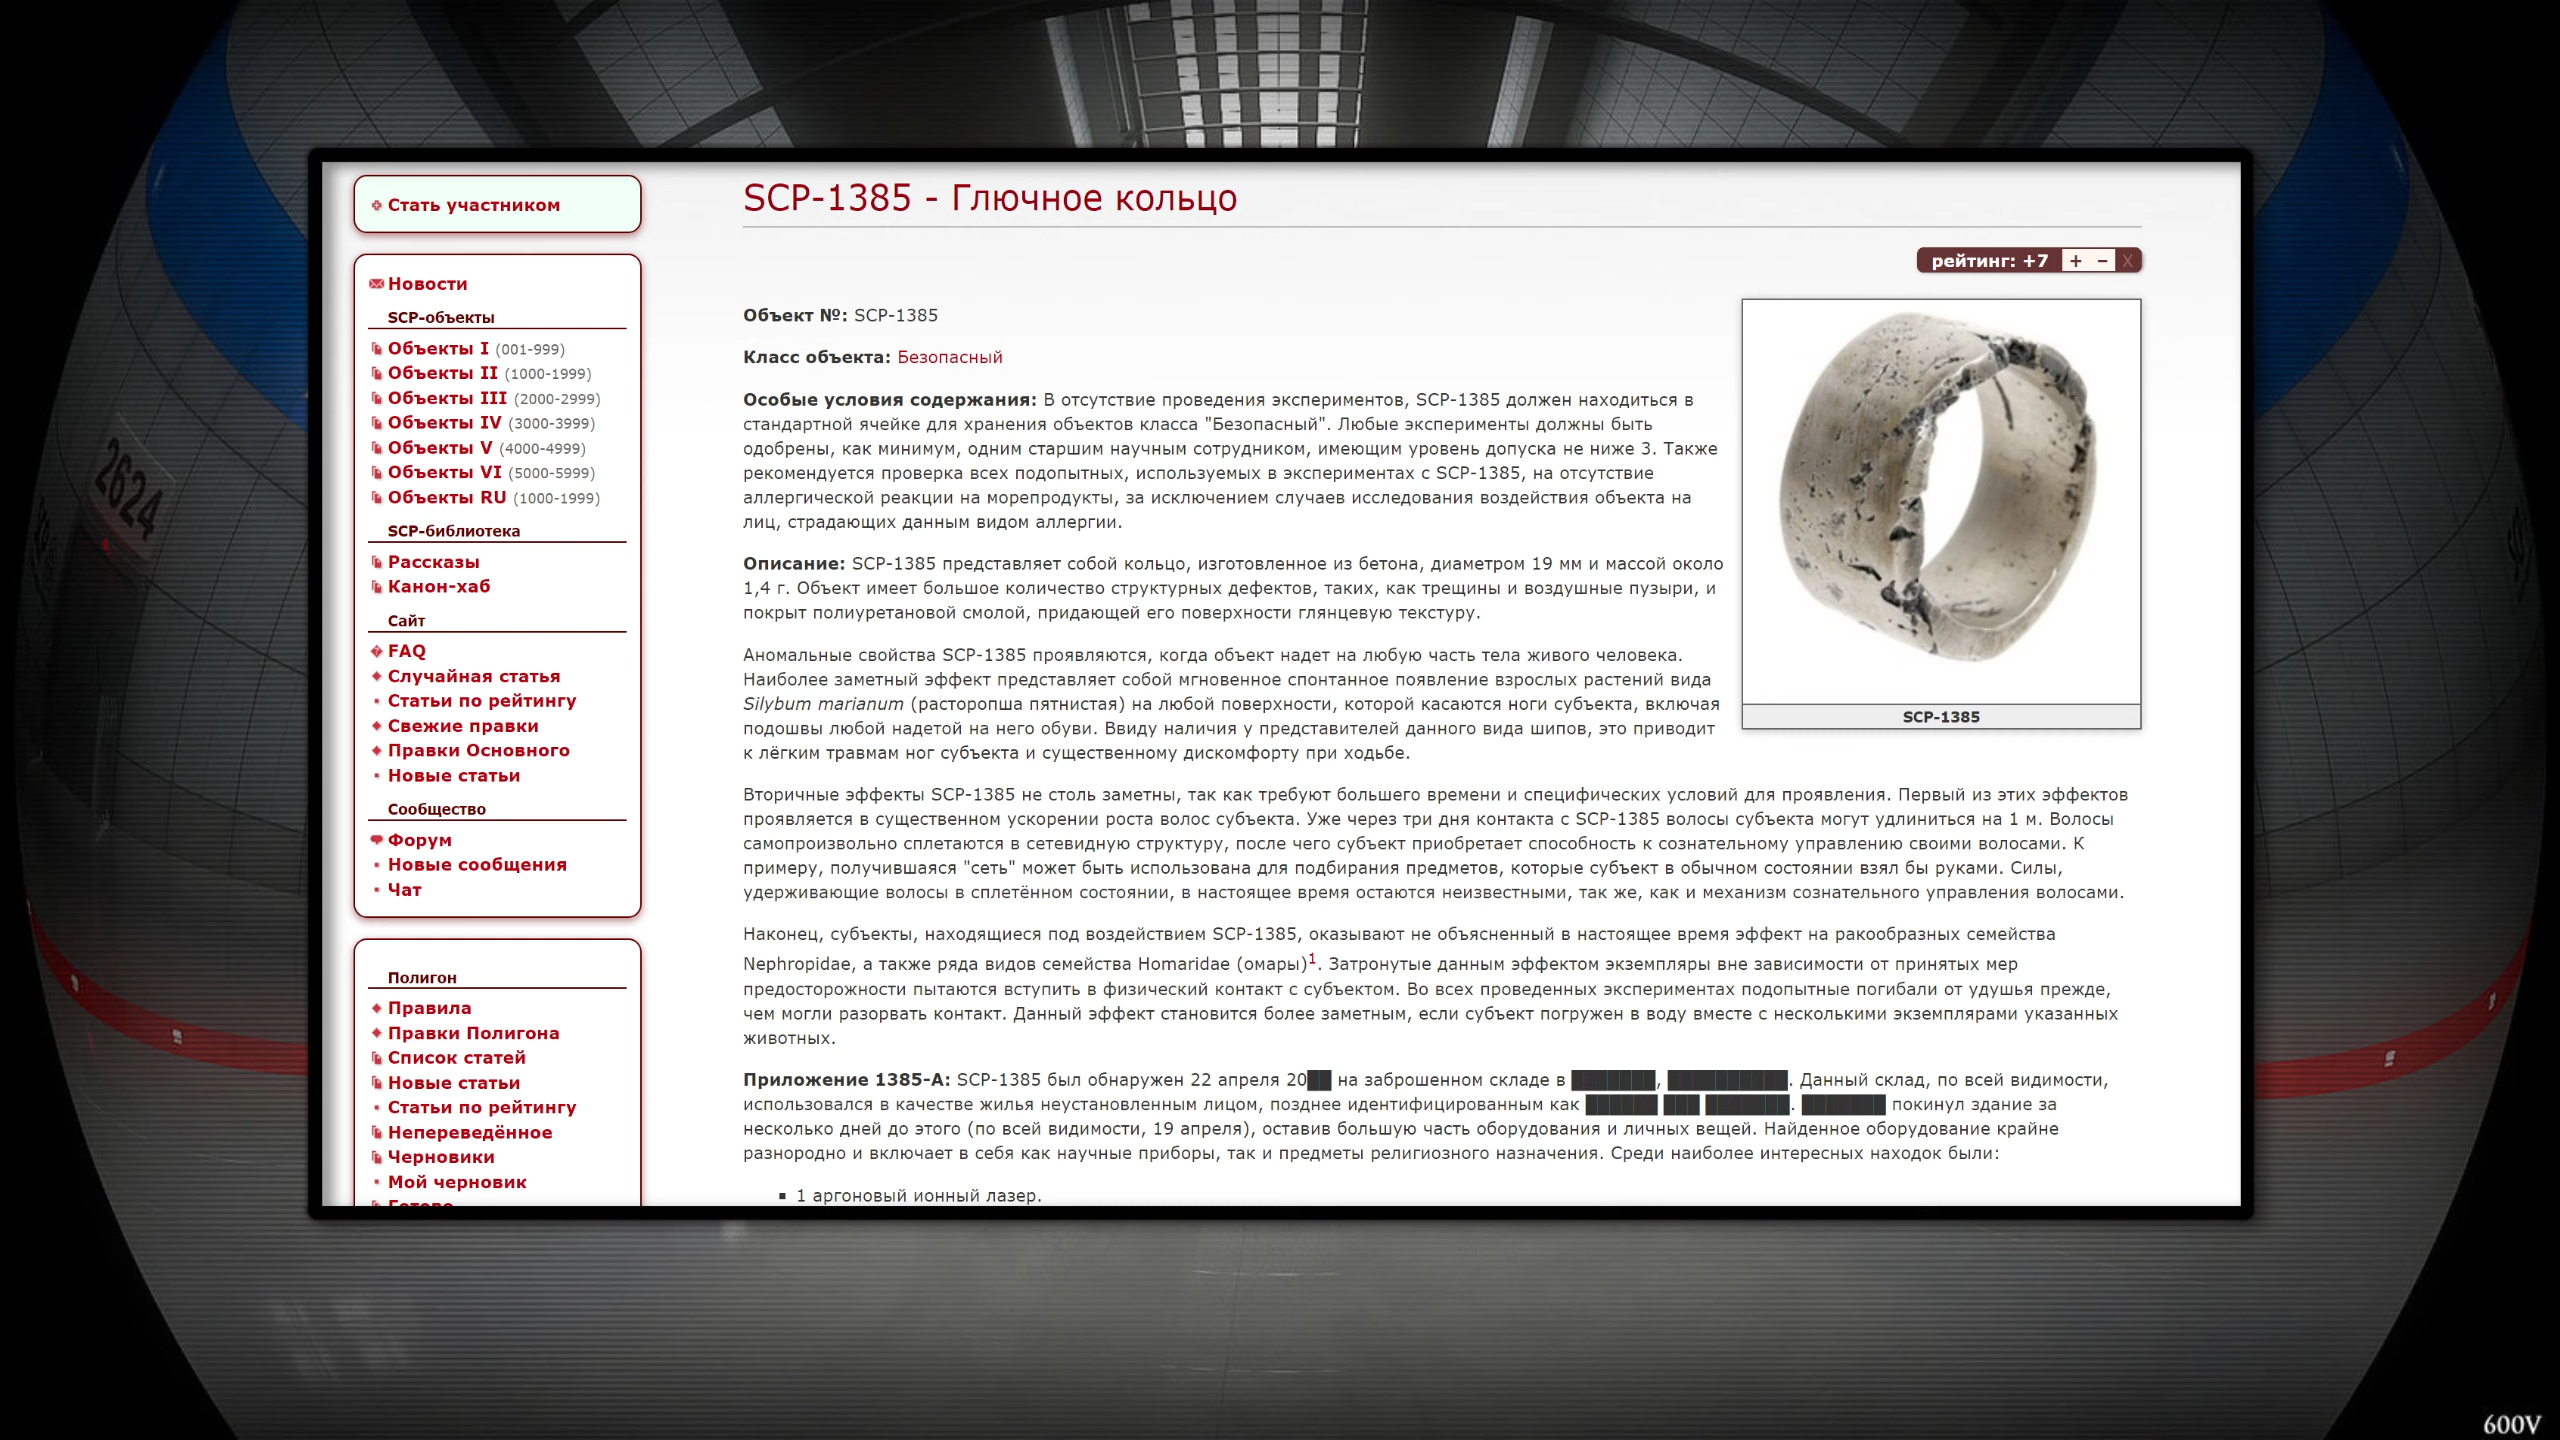 Стать участником
Новости
SCP-объекты
Объекты I (001-999)
Объекты II (1000-1999)
Объекты III (2000-2999)
Объекты IV (3000-3999)
Объекты V (4000-4999)
Объекты VI (5000-5999)
Объекты RU (1000-1999)
SCP-библиотека
Рассказы
Канон-хаб
Сайт
FAQ
Случайная статья
Статьи по рейтингу
Свежие правки
Правки Основного
Новые статьи
Сообщество
Форум
Новые сообщения
Чат
Полигон
Правила
Правки Полигона
Список статей
Новые статьи
Статьи по рейтингу
Непереведённое
Черновики
Мой черновик
Готово
SCP-1385 - Глючное кольцо
рейтинг: +7 + – X
Объект №: SCP-1385
Класс объекта: Безопасный
Особые условия содержания: В отсутствие проведения экспериментов, SCP-1385 должен находиться в
стандартной ячейке для хранения объектов класса "Безопасный". Любые эксперименты должны быть
одобрены, как минимум, одним старшим научным сотрудником, имеющим уровень допуска не ниже 3. Также
рекомендуется проверка всех подопытных, используемых в экспериментах с SCP-1385, на отсутствие
аллергической реакции на морепродукты, за исключением случаев исследования воздействия объекта на
лиц, страдающих данным видом аллергии.
Описание: SCP-1385 представляет собой кольцо, изготовленное из бетона, диаметром 19 мм и массой около
1,4 г. Объект имеет большое количество структурных дефектов, таких, как трещины и воздушные пузыри, и
покрыт полиуретановой смолой, придающей его поверхности глянцевую текстуру.
Аномальные свойства SCP-1385 проявляются, когда объект надет на любую часть тела живого человека.
Наиболее заметный эффект представляет собой мгновенное спонтанное появление взрослых растений вида
Silybum marianum (расторопша пятнистая) на любой поверхности, которой касаются ноги субъекта, включая
подошвы любой надетой на него обуви. Ввиду наличия у представителей данного вида шипов, это приводит
к лёгким травмам ног субъекта и существенному дискомфорту при ходьбе.
SCP-1385
Вторичные эффекты SCP-1385 не столь заметны, так как требуют большего времени и специфических условий для проявления. Первый из этих эффектов
проявляется в существенном ускорении роста волос субъекта. Уже через три дня контакта с SCP-1385 волосы субъекта могут удлиниться на 1 м. Волосы
самопроизвольно сплетаются в сетевидную структуру, после чего субъект приобретает способность к сознательному управлению своими волосами. К
примеру, получившаяся "сеть" может быть использована для подбирания предметов, которые субъект в обычном состоянии взял бы руками. Силы,
удерживающие волосы в сплетённом состоянии, в настоящее время остаются неизвестными, так же, как и механизм сознательного управления волосами.
Наконец, субъекты, находящиеся под воздействием SCP-1385, оказывают не объясненный в настоящее время эффект на ракообразных семейства
Nephropidae, а также ряда видов семейства Homaridae (омары)1. Затронутые данным эффектом экземпляры вне зависимости от принятых мер
предосторожности пытаются вступить в физический контакт с субъектом. Во всех проведенных экспериментах подопытные погибали от удушья прежде,
чем могли разорвать контакт. Данный эффект становится более заметным, если субъект погружен в воду вместе с несколькими экземплярами указанных
животных.
Приложение 1385-A: SCP-1385 был обнаружен 22 апреля 20██ на заброшенном складе в ███████, ██████████. Данный склад, по всей видимости,
использовался в качестве жилья неустановленным лицом, позднее идентифицированным как ██████ ███ ███████. ███████ покинул здание за
несколько дней до этого (по всей видимости, 19 апреля), оставив большую часть оборудования и личных вещей. Найденное оборудование крайне
разнородно и включает в себя как научные приборы, так и предметы религиозного назначения. Среди наиболее интересных находок были:
1 аргоновый ионный лазер.
2624
600V